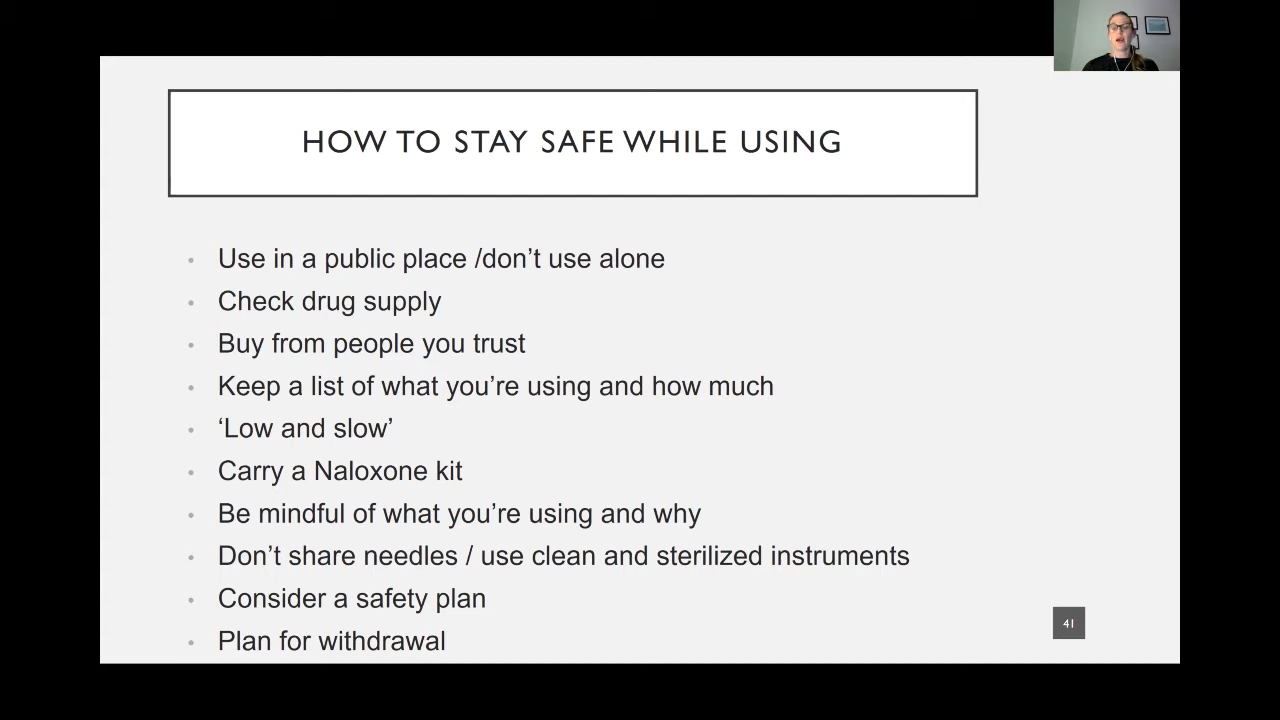 HOW TO STAY SAFE WHILE USING
• Use in a public place /don’t use alone
• Check drug supply
• Buy from people you trust
• Keep a list of what you’re using and how much
• ‘Low and slow’
• Carry a Naloxone kit
• Be mindful of what you’re using and why
• Don’t share needles / use clean and sterilized instruments
• Consider a safety plan
• Plan for withdrawal
41